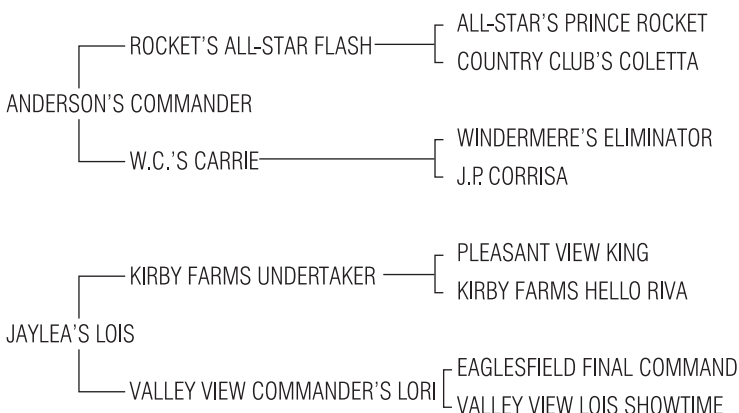 ALL-STAR'S PRINCE ROCKET
ROCKET'S ALL-STAR FLASH
COUNTRY CLUB'S COLETTA
ANDERSON'S COMMANDER
WINDERMERE'S ELIMINATOR
W.C.'S CARRIE
J.P. CORRISA
PLEASANT VIEW KING
KIRBY FARMS UNDERTAKER
KIRBY FARMS HELLO RIVA
JAYLEA'S LOIS
EAGLESFIELD FINAL COMMAND
VALLEY VIEW COMMANDER'S LORI
VALLEY VIEW LOIS SHOWTIME